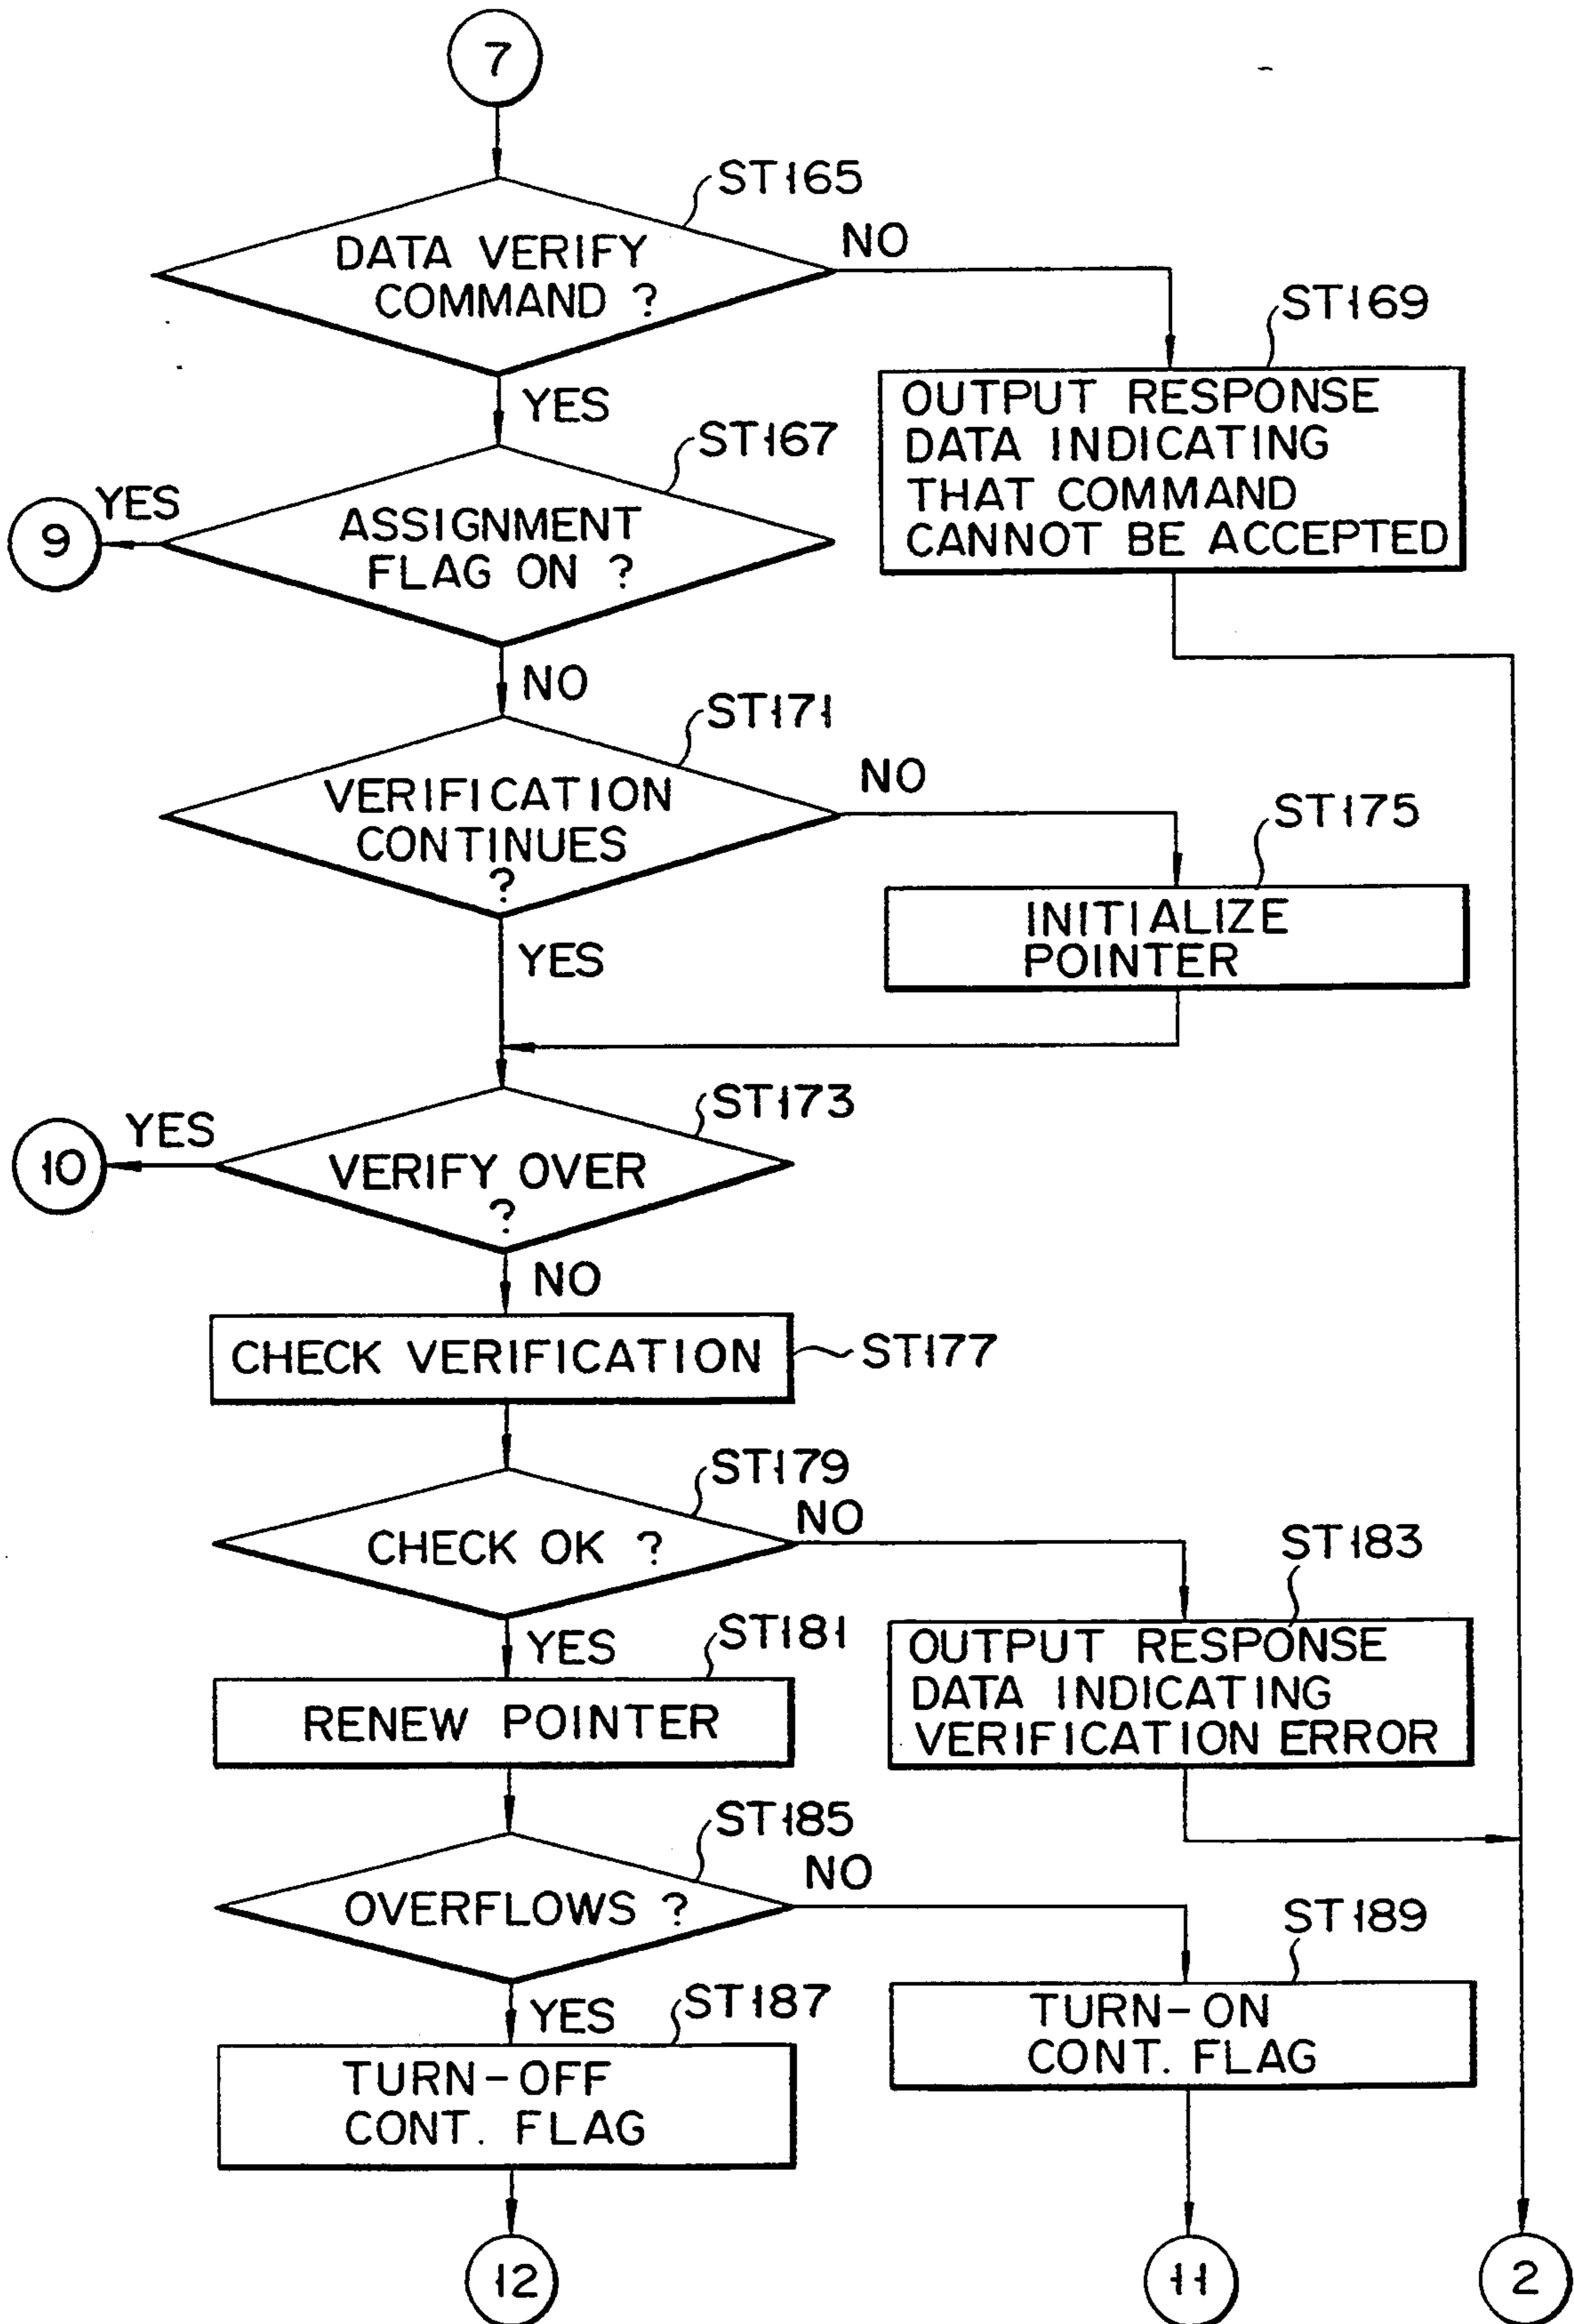 7
ST165
DATA VERIFY
COMMAND ?
NO
YES
ST169
OUTPUT RESPONSE
DATA INDICATING
THAT COMMAND
CANNOT BE ACCEPTED
ST167
ASSIGNMENT
FLAG ON ?
YES
9
NO
ST171
VERIFICATION
CONTINUES
?
NO
YES
ST175
INITIALIZE
POINTER
ST173
VERIFY OVER
?
YES
10
NO
CHECK VERIFICATION
ST177
ST179
CHECK OK ?
NO
YES
ST183
OUTPUT RESPONSE
DATA INDICATING
VERIFICATION ERROR
ST181
RENEW POINTER
ST185
OVERFLOWS ?
NO
YES
ST189
TURN-ON
CONT. FLAG
ST187
TURN-OFF
CONT. FLAG
12
11
2